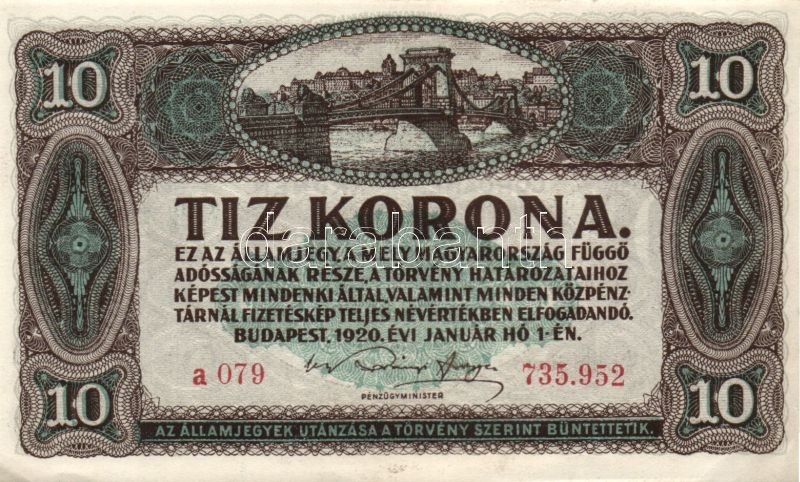 10 10
TIZ KORONA.
EZ AZ ÁLLAMJEGY, A MELY MAGYARORSZÁG FÜGGŐ
ADÓSSÁGÁNAK RÉSZE, A TÖRVÉNY HATÁROZATAIHOZ
KÉPEST MINDENKI ÁLTAL, VALAMINT MINDEN KÖZPÉNZ-
TÁRNÁL FIZETÉSKÉP TELJES NÉVÉRTÉKBEN ELFOGADANDÓ.
BUDAPEST, 1920. ÉVI JANUÁR HÓ 1-ÉN.
a 079 735.952
PÉNZÜGYMINISTER
10 10
AZ ÁLLAMJEGYEK UTÁNZÁSA A TÖRVÉNY SZERINT BÜNTETTETIK.